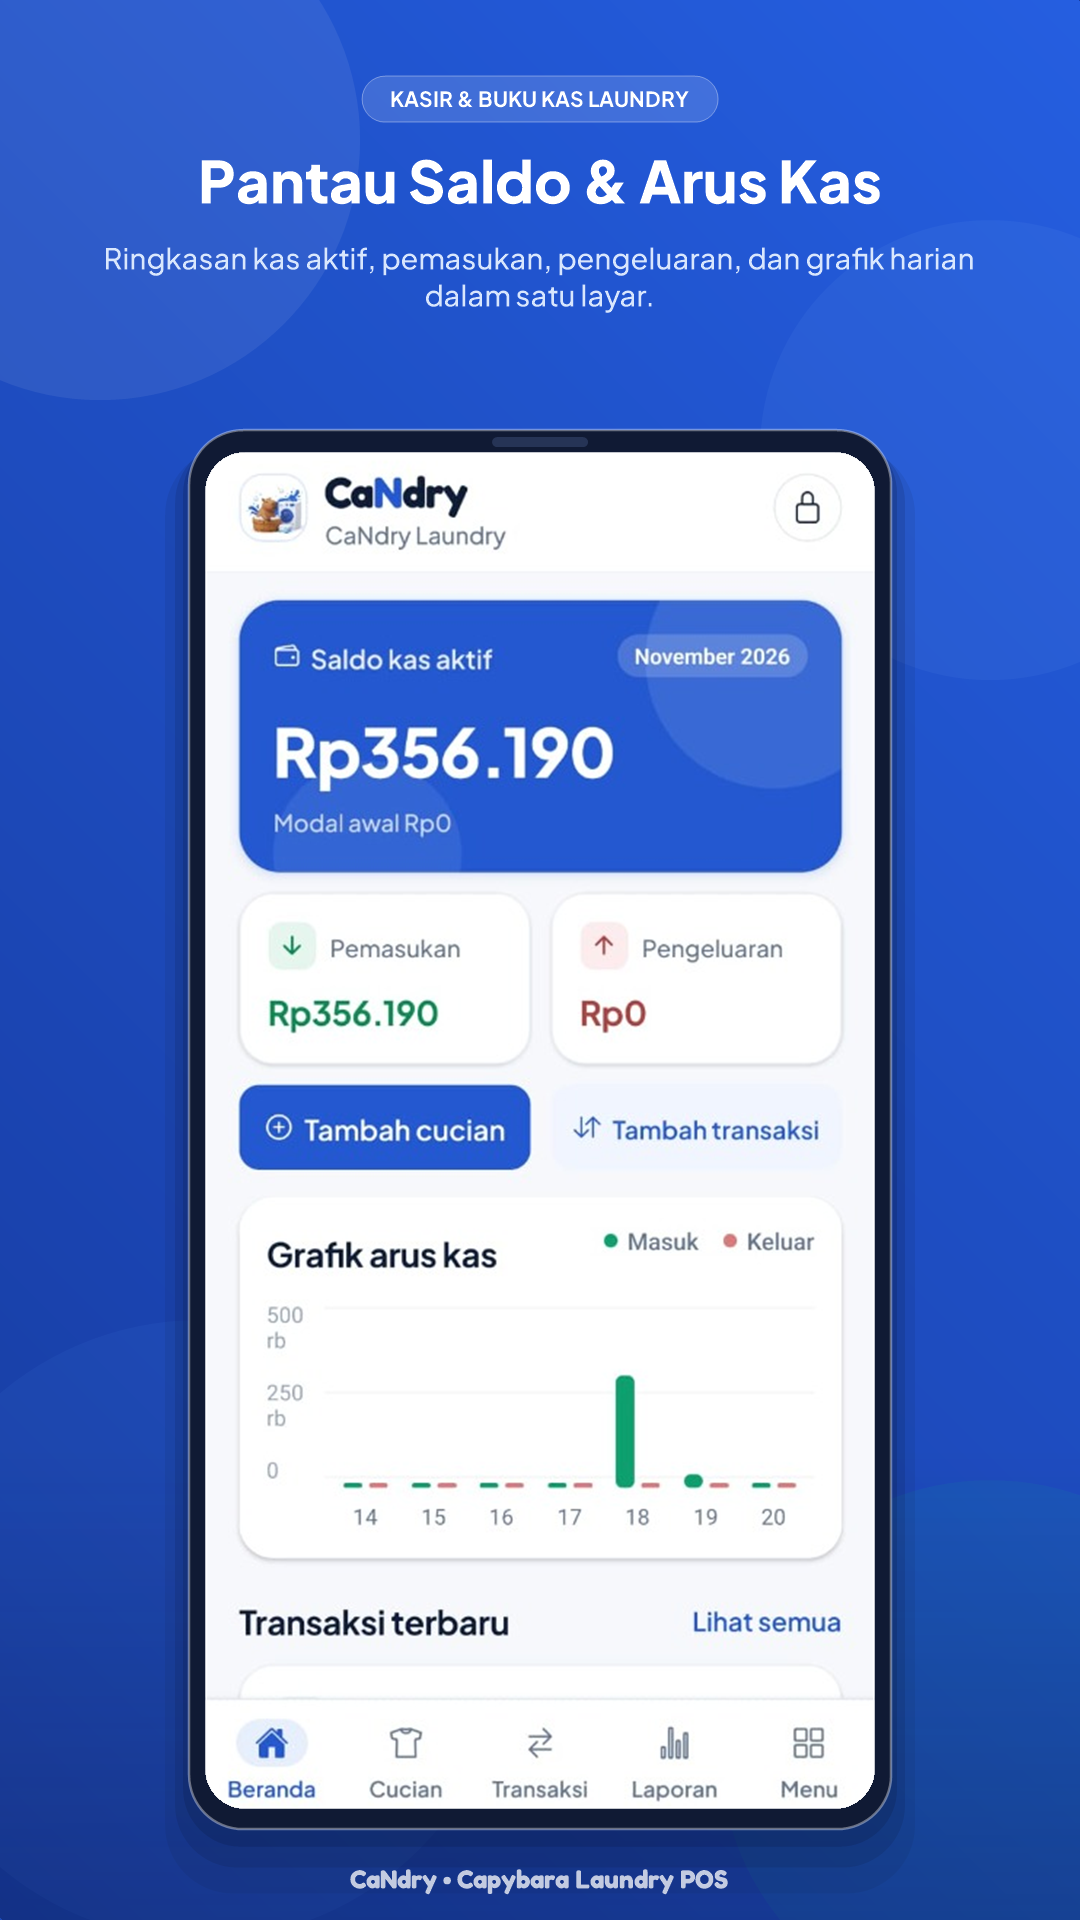 KASIR & BUKU KAS LAUNDRY
Pantau Saldo & Arus Kas
Ringkasan kas aktif, pemasukan, pengeluaran, dan grafik harian
dalam satu layar.
CaNdry
CaNdry Laundry
Saldo kas aktif
November 2026
Rp356.190
Modal awal Rp0
Pemasukan
Rp356.190
Pengeluaran
Rp0
Tambah cucian
Tambah transaksi
Grafik arus kas
Masuk
Keluar
500
rb
250
rb
0
14
15
16
17
18
19
20
Transaksi terbaru
Lihat semua
Beranda
Cucian
Transaksi
Laporan
Menu
CaNdry • Capybara Laundry POS